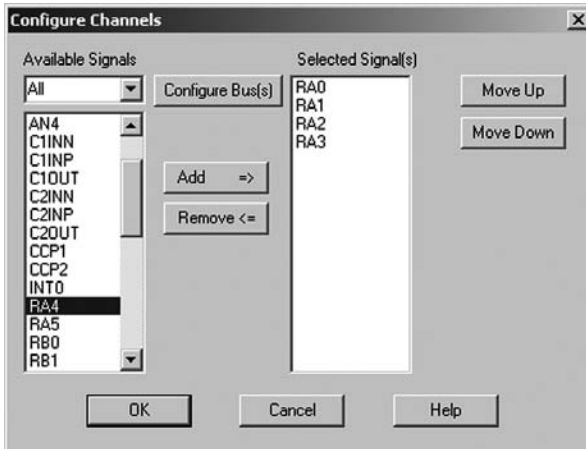 Configure Channels
Available Signals
Selected Signal(s)
All
Configure Bus(s)
AN4
C1INN
C1INP
C1OUT
C2INN
C2INP
C2OUT
CCP1
CCP2
INT0
RA4
RA5
RB0
RB1
Add =>
Remove <=
RA0
RA1
RA2
RA3
Move Up
Move Down
OK
Cancel
Help